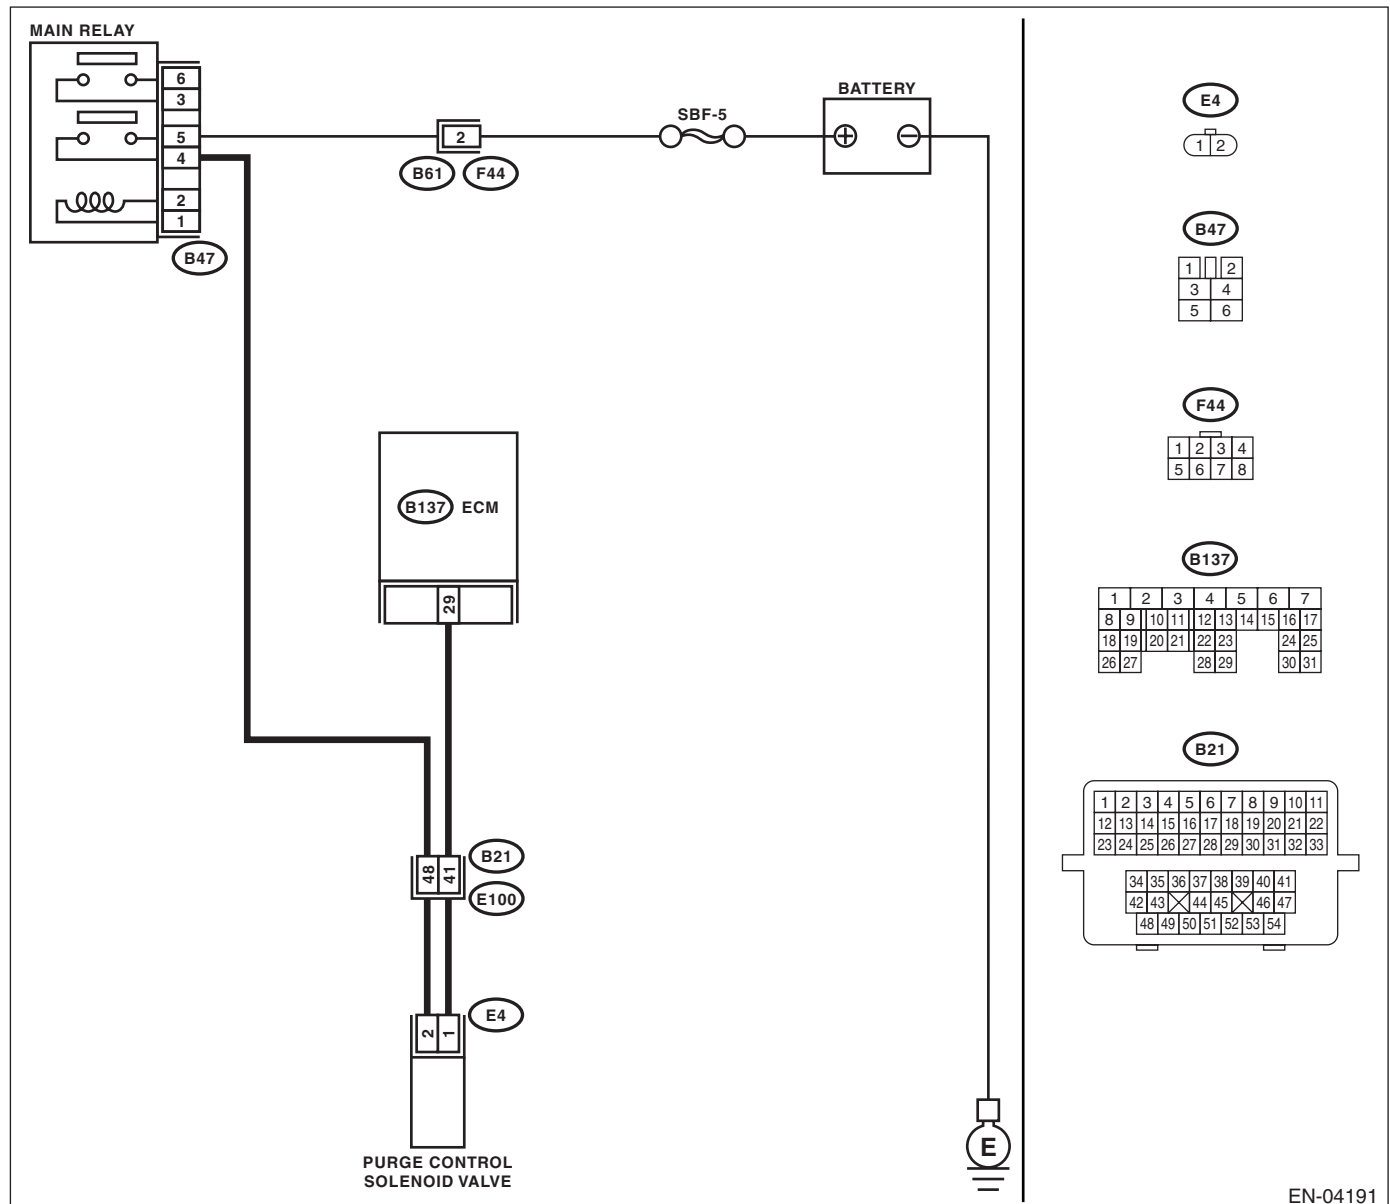 MAIN RELAY
6
3
5
4
2
1
B47
2
B61 F44
SBF-5
BATTERY
+ −
B137 ECM
29
48 41
B21
E100
2 1
E4
PURGE CONTROL
SOLENOID VALVE
E
E4
1 2
B47
1 2
3 4
5 6
F44
1 2 3 4
5 6 7 8
B137
1 2 3 4 5 6 7
8 9 10 11 12 13 14 15 16 17
18 19 20 21 22 23 24 25
26 27 28 29 30 31
B21
1 2 3 4 5 6 7 8 9 10 11
12 13 14 15 16 17 18 19 20 21 22
23 24 25 26 27 28 29 30 31 32 33
34 35 36 37 38 39 40 41
42 43 44 45 46 47
48 49 50 51 52 53 54
EN-04191